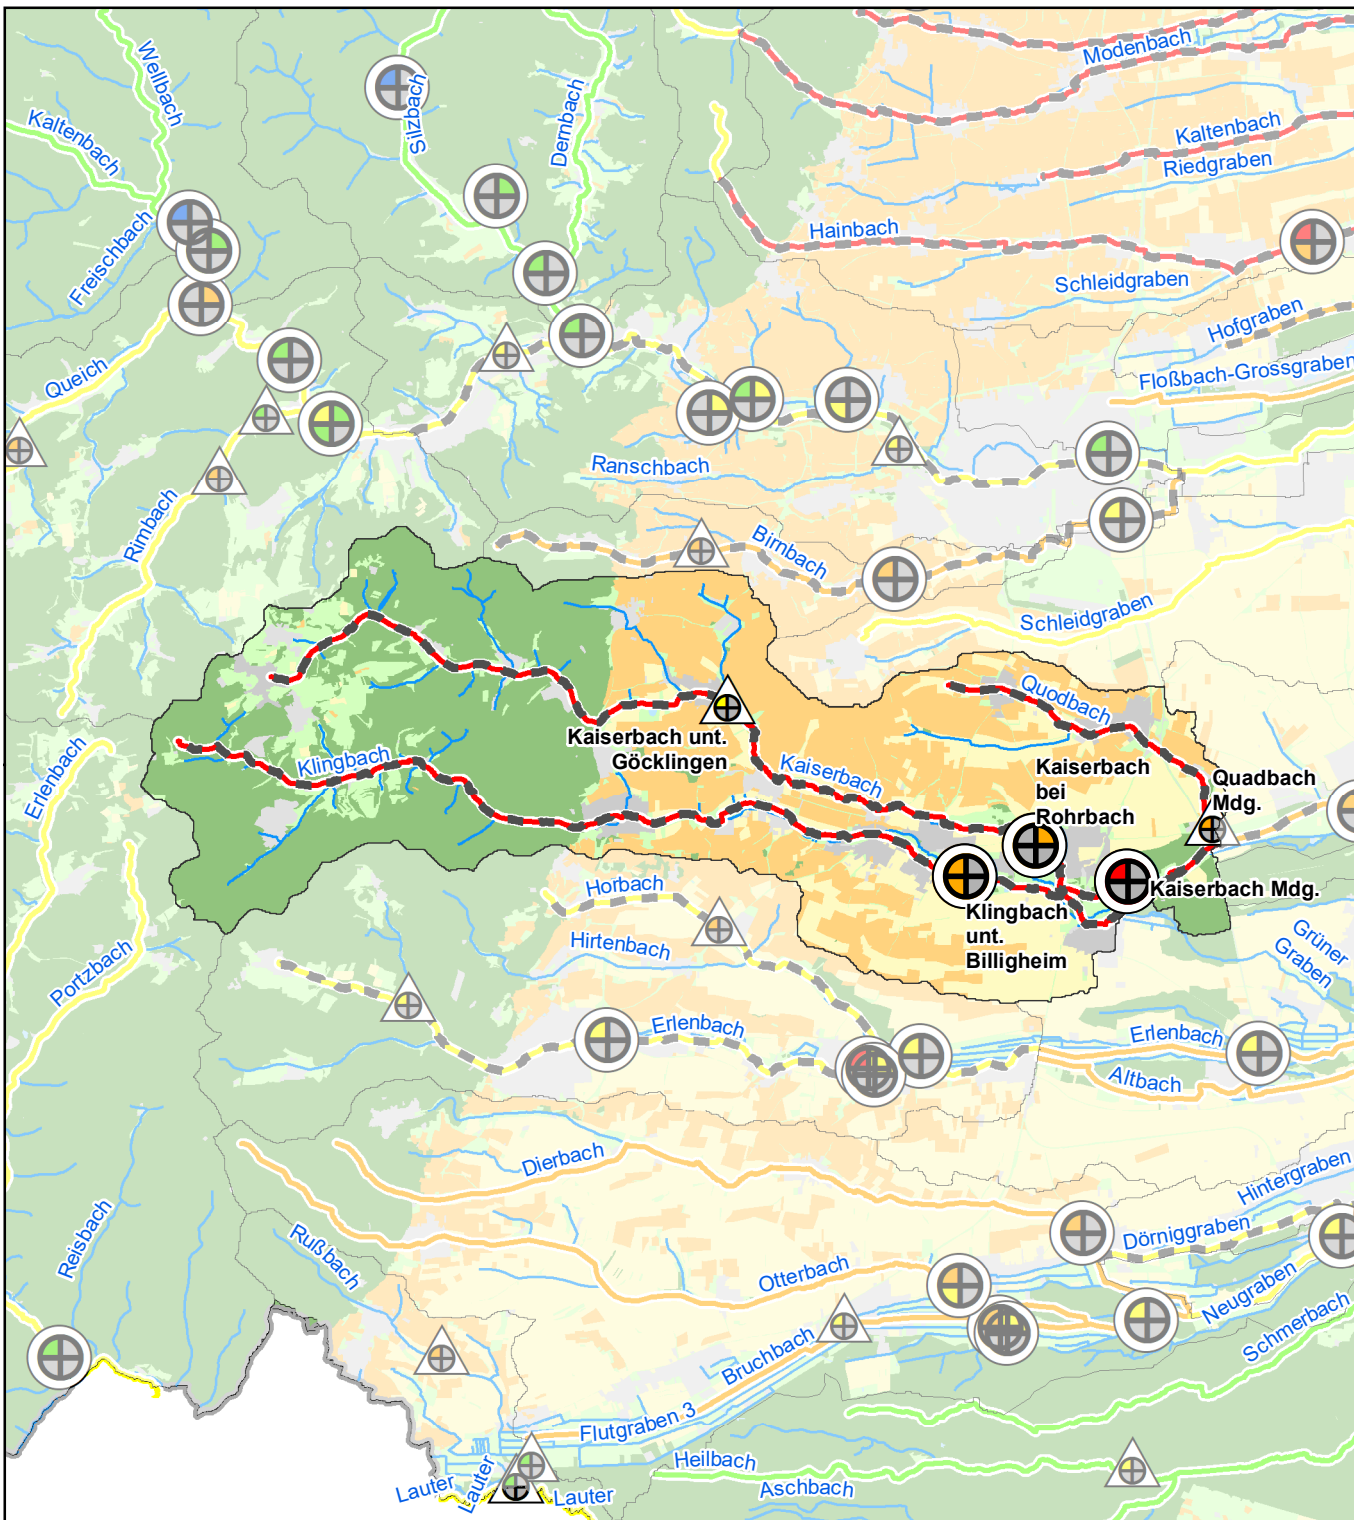 Wellbach
Kaltenbach
Silzbach
Dernbach
Modenbach
Kaltenbach
Riedgraben
Freischbach
Hainbach
Schleidgraben
Hofgraben
Floßbach-Grossgraben
Queich
Ranschbach
Rimbach
Birnbach
Schleidgraben
Quodbach
Kaiserbach unt.
Göcklingen
Klingbach
Kaiserbach
Kaiserbach
bei
Rohrbach
Quadbach
Mdg.
Erlenbach
Kaiserbach Mdg.
Klingbach
unt.
Billigheim
Horbach
Hirtenbach
Grüner
Graben
Portzbach
Erlenbach
Erlenbach
Altbach
Dierbach
Hintergraben
Dörniggraben
Reisbach
Rußbach
Otterbach
Neugraben
Schmerbach
Bruchbach
Flutgraben 3
Heilbach
Aschbach
Lauter
Lauter
Lauter